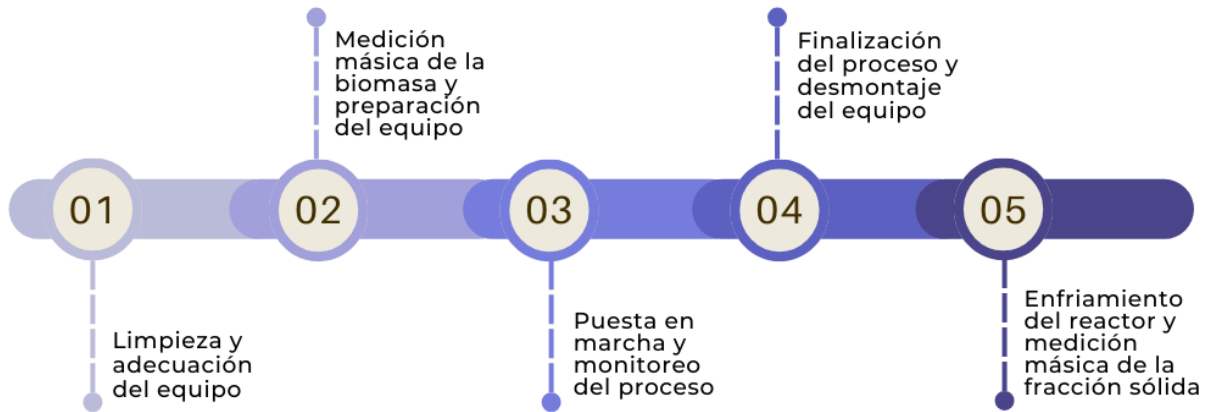 01
Limpieza y
adecuación
del equipo
02
Medición
másica de la
biomasa y
preparación
del equipo
03
Puesta en
marcha y
monitoreo
del proceso
04
Finalización
del proceso y
desmontaje
del equipo
05
Enfriamiento
del reactor y
medición
másica de la
fracción sólida